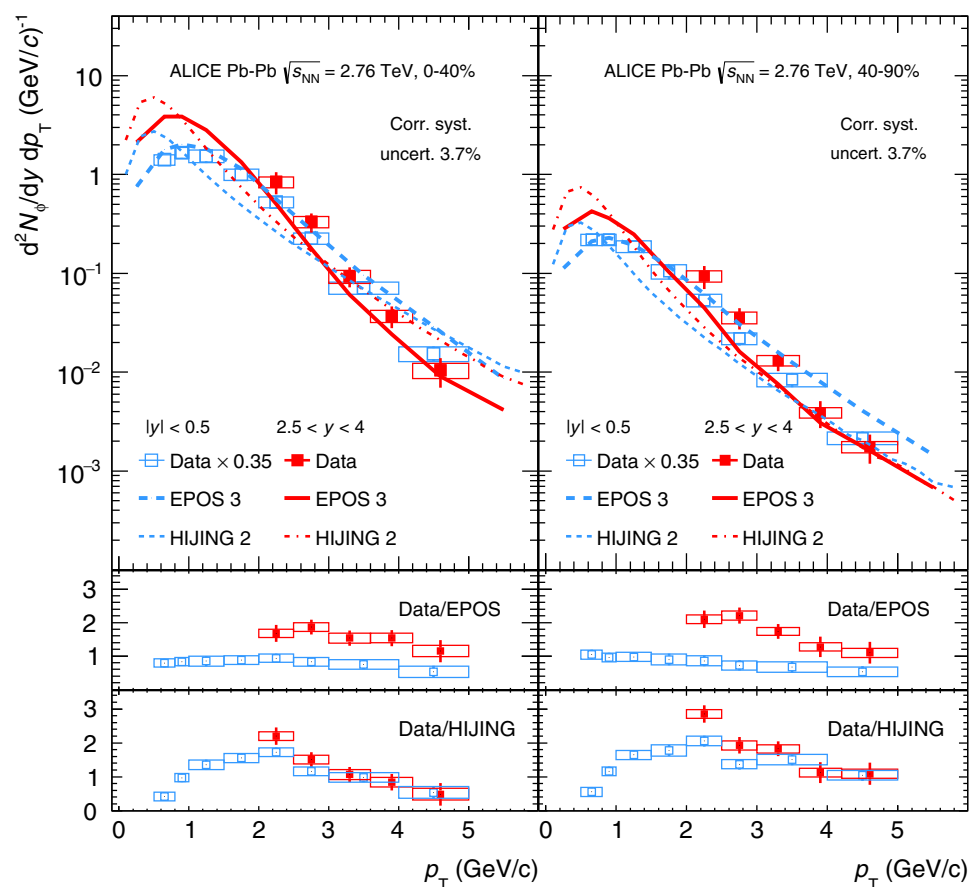 d²N_ϕ/dy dp_T (GeV/c)⁻¹
ALICE Pb-Pb √s_NN = 2.76 TeV, 0-40%
Corr. syst.
uncert. 3.7%
10
1
10⁻¹
10⁻²
10⁻³
|y| < 0.5 2.5 < y < 4
Data × 0.35 Data
EPOS 3 EPOS 3
HIJING 2 HIJING 2
ALICE Pb-Pb √s_NN = 2.76 TeV, 40-90%
Corr. syst.
uncert. 3.7%
|y| < 0.5 2.5 < y < 4
Data × 0.35 Data
EPOS 3 EPOS 3
HIJING 2 HIJING 2
3
2
1
Data/EPOS
Data/EPOS
3
2
1
0
Data/HIJING
Data/HIJING
0 1 2 3 4 5
0 1 2 3 4 5
p_T (GeV/c)
p_T (GeV/c)